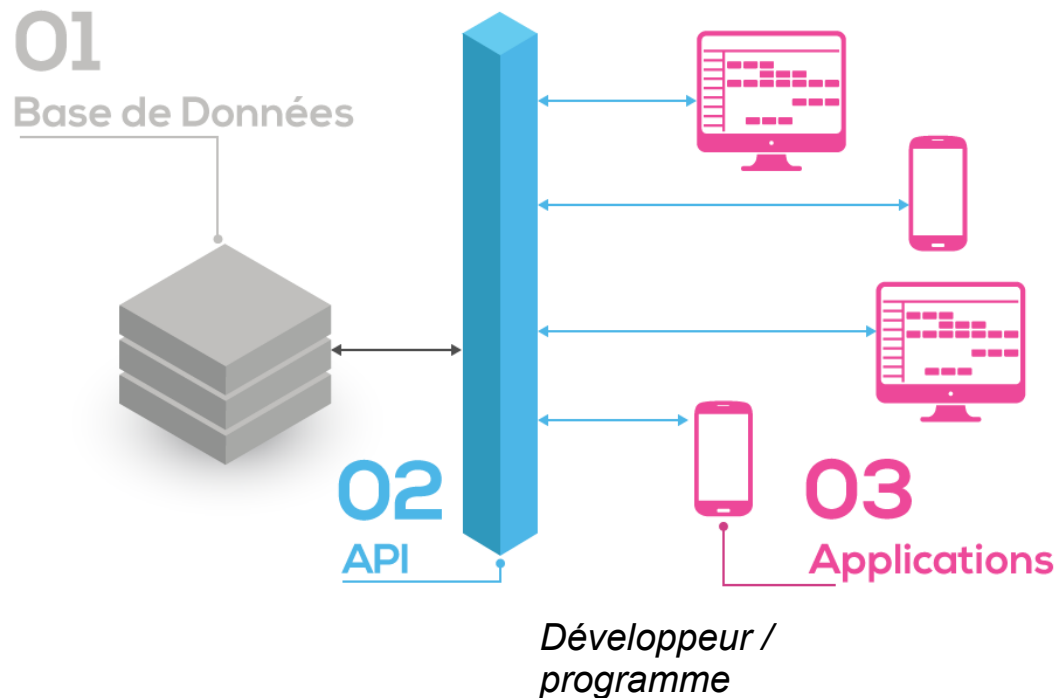 01
Base de Données
02
API
03
Applications
Développeur /
programme